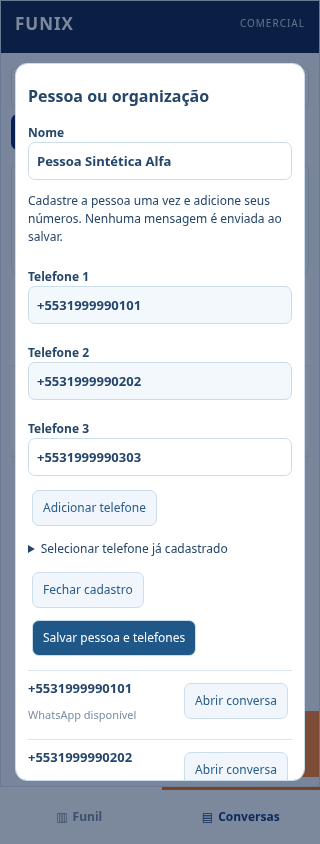 FUNIX
COMERCIAL
Pessoa ou organização
Nome
Pessoa Sintética Alfa
Cadastre a pessoa uma vez e adicione seus
números. Nenhuma mensagem é enviada ao
salvar.
Telefone 1
+5531999990101
Telefone 2
+5531999990202
Telefone 3
+5531999990303
Adicionar telefone
Selecionar telefone já cadastrado
Fechar cadastro
Salvar pessoa e telefones
+5531999990101
Abrir conversa
WhatsApp disponível
+5531999990202
Abrir conversa
Funil
Conversas